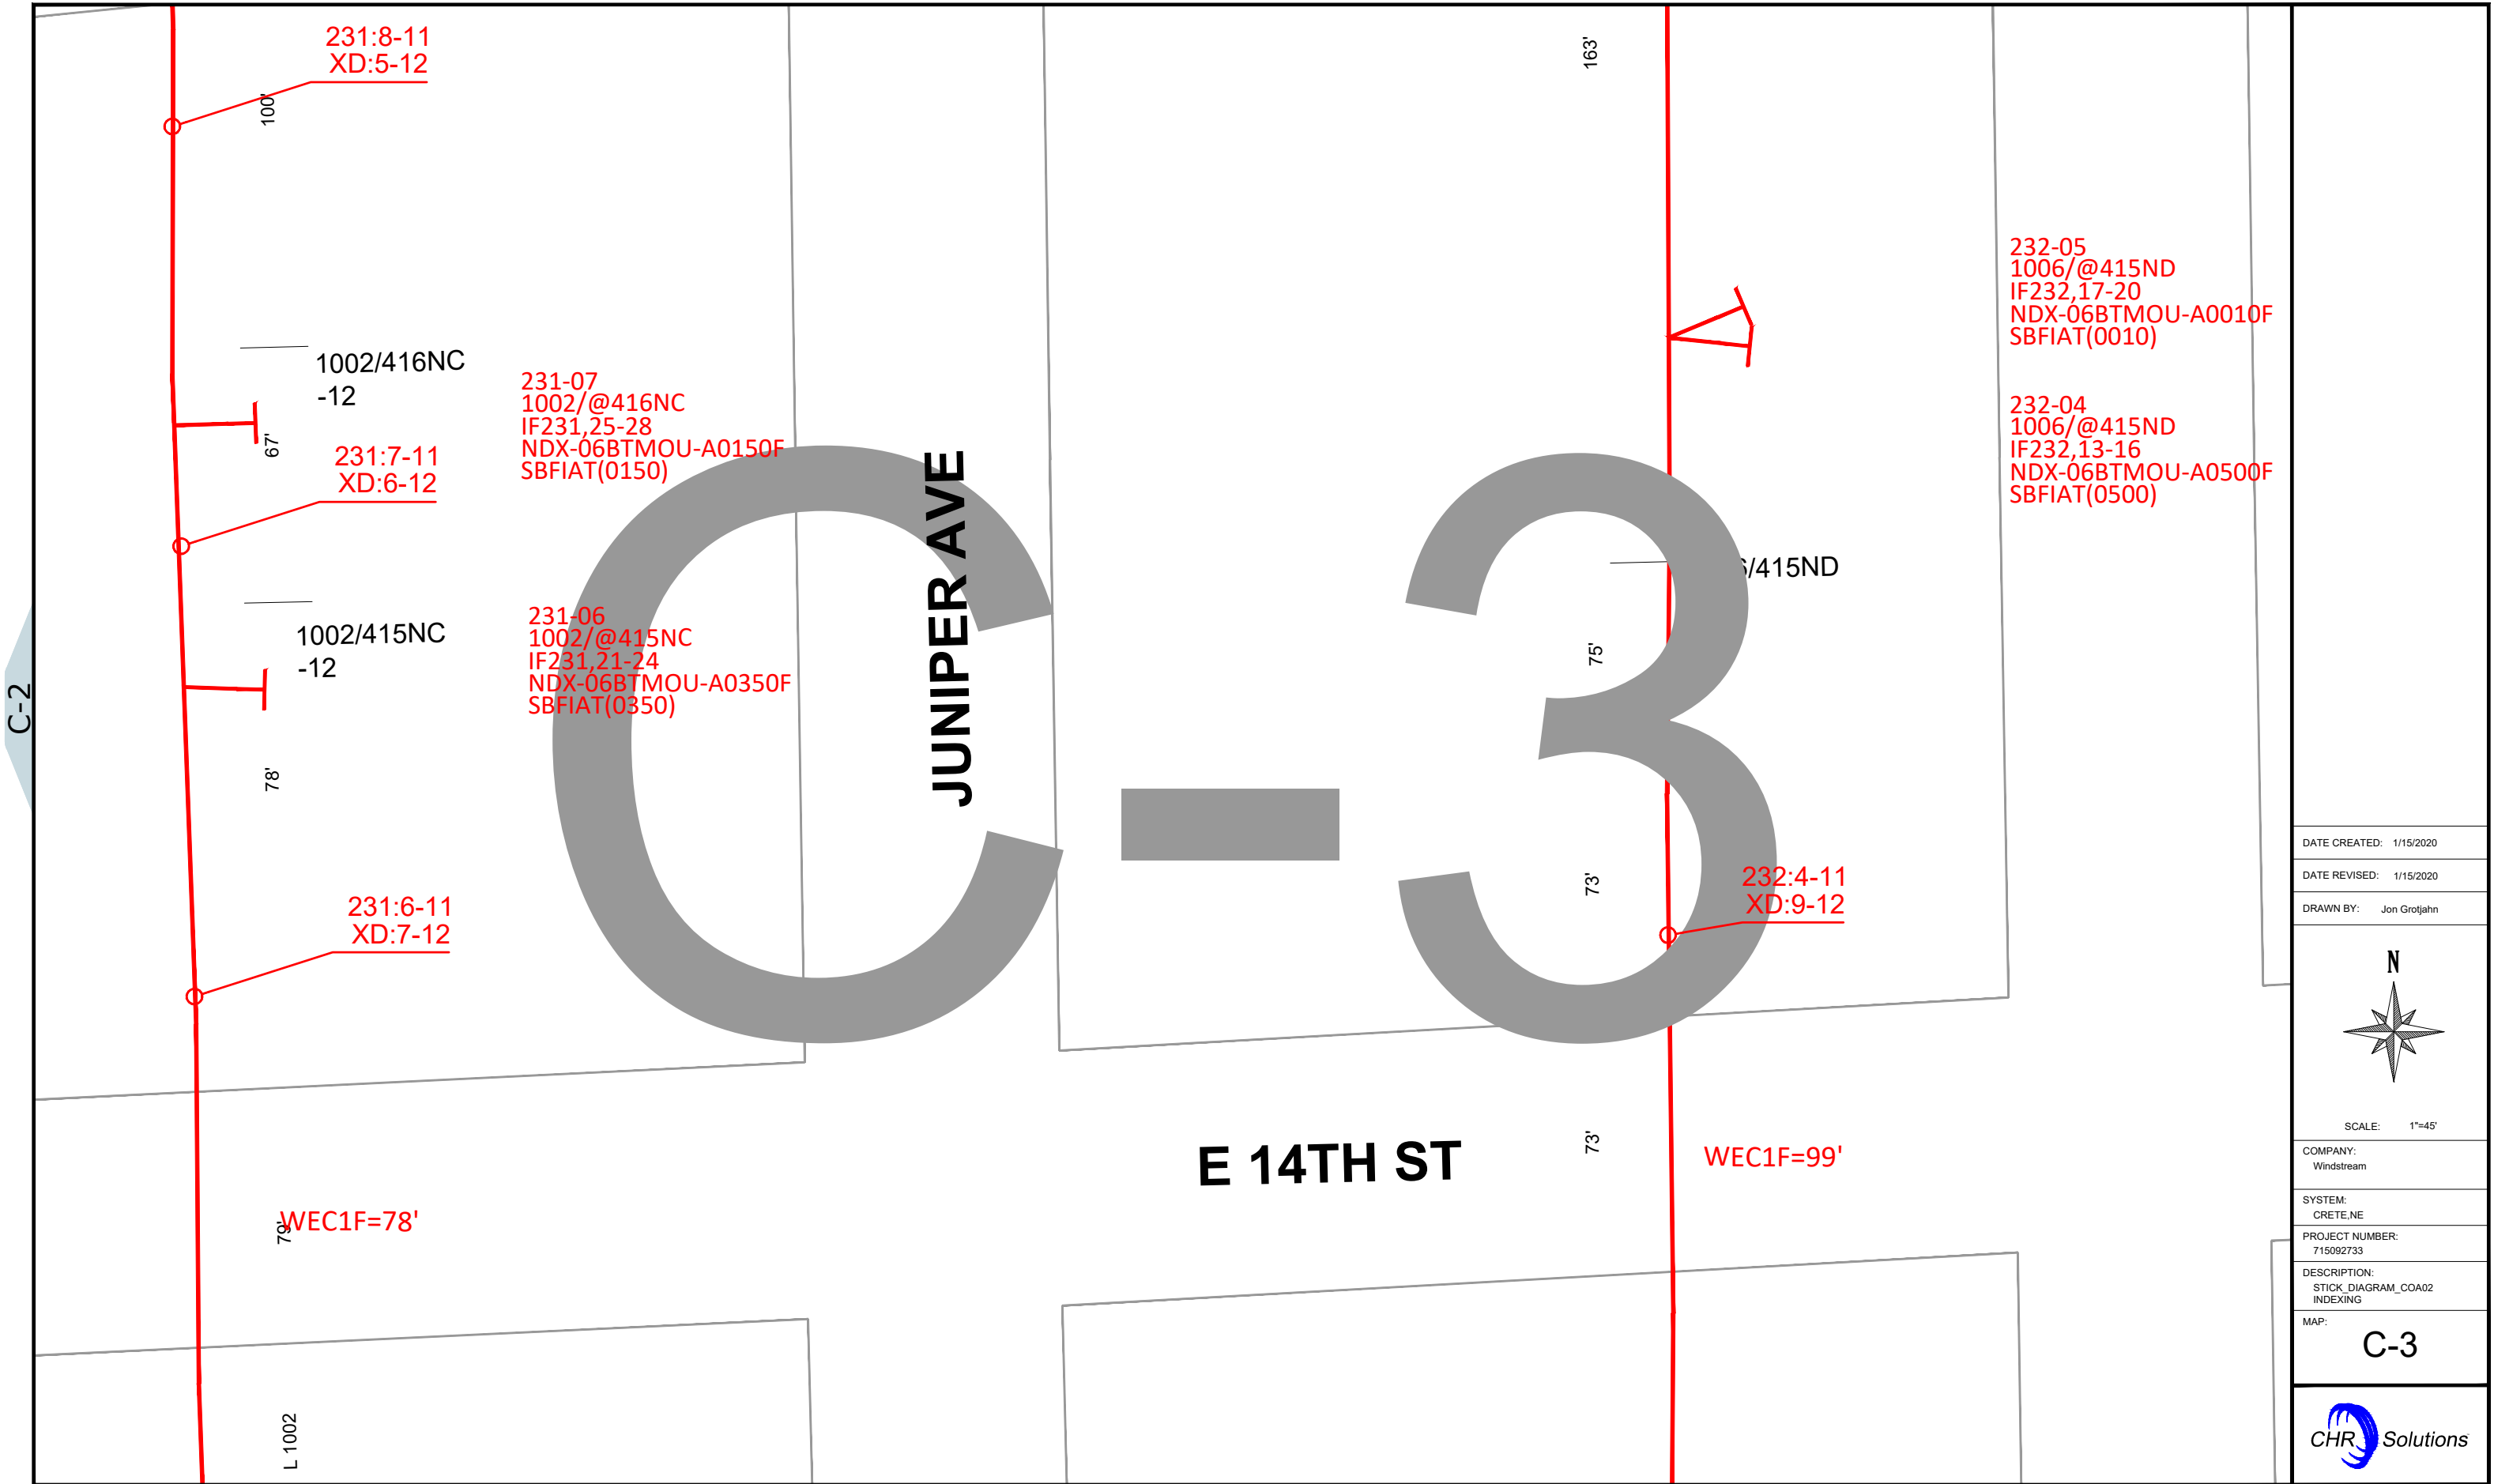 231:8-11
XD:5-12
100'
163'
232-05
1006/@415ND
IF232,17-20
NDX-06BTMOU-A0010F
SBFIAT(0010)
1002/416NC
-12
231-07
1002/@416NC
IF231,25-28
NDX-06BTMOU-A0150F
SBFIAT(0150)
232-04
1006/@415ND
IF232,13-16
NDX-06BTMOU-A0500F
SBFIAT(0500)
67'
231:7-11
XD:6-12
JUNIPER AVE
/415ND
1002/415NC
-12
231-06
1002/@415NC
IF231,21-24
NDX-06BTMOU-A0350F
SBFIAT(0350)
75'
C-2
78'
C-3
231:6-11
XD:7-12
73'
232:4-11
XD:9-12
E 14TH ST
73'
WEC1F=99'
79'
WEC1F=78'
L 1002
DATE CREATED: 1/15/2020
DATE REVISED: 1/15/2020
DRAWN BY: Jon Grotjahn
N
SCALE: 1"=45'
COMPANY:
Windstream
SYSTEM:
CRETE,NE
PROJECT NUMBER:
715092733
DESCRIPTION:
STICK_DIAGRAM_COA02
INDEXING
MAP:
C-3
CHR Solutions